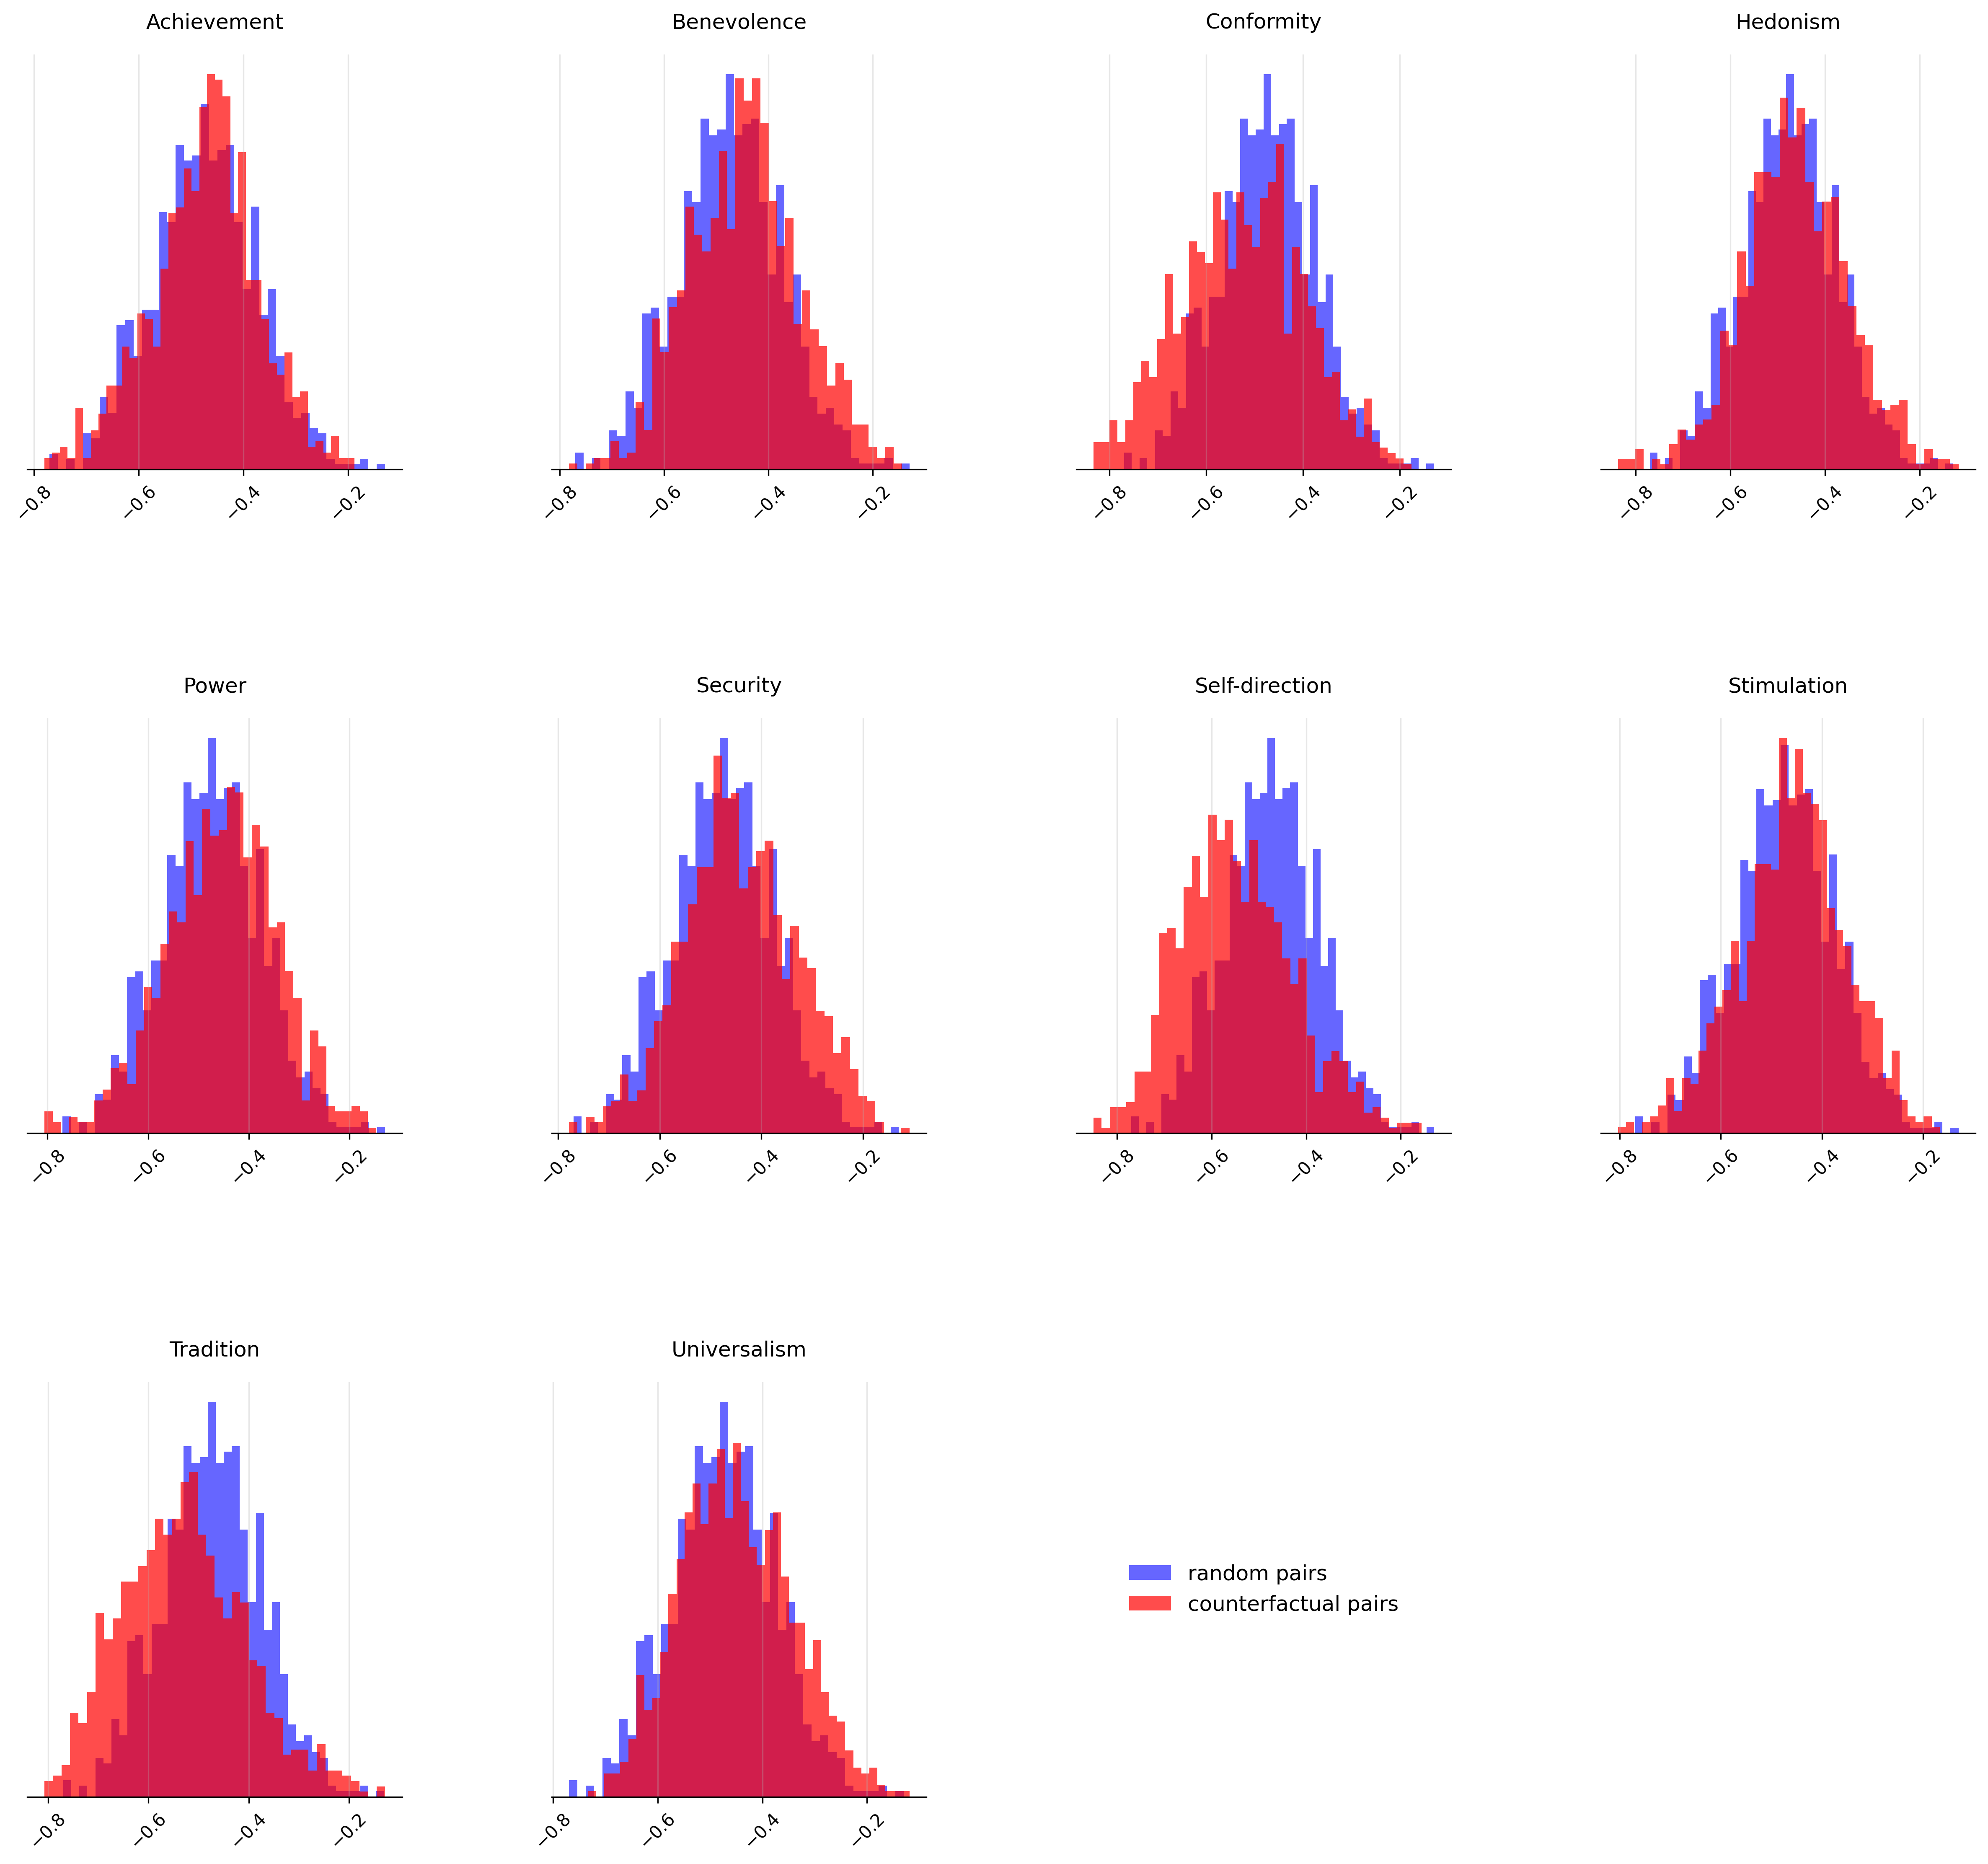 Achievement Benevolence Conformity Hedonism
−0.8 −0.6 −0.4 −0.2 −0.8 −0.6 −0.4 −0.2 −0.8 −0.6 −0.4 −0.2 −0.8 −0.6 −0.4 −0.2
Power Security Self-direction Stimulation
−0.8 −0.6 −0.4 −0.2 −0.8 −0.6 −0.4 −0.2 −0.8 −0.6 −0.4 −0.2 −0.8 −0.6 −0.4 −0.2
Tradition Universalism
random pairs
counterfactual pairs
−0.8 −0.6 −0.4 −0.2 −0.8 −0.6 −0.4 −0.2